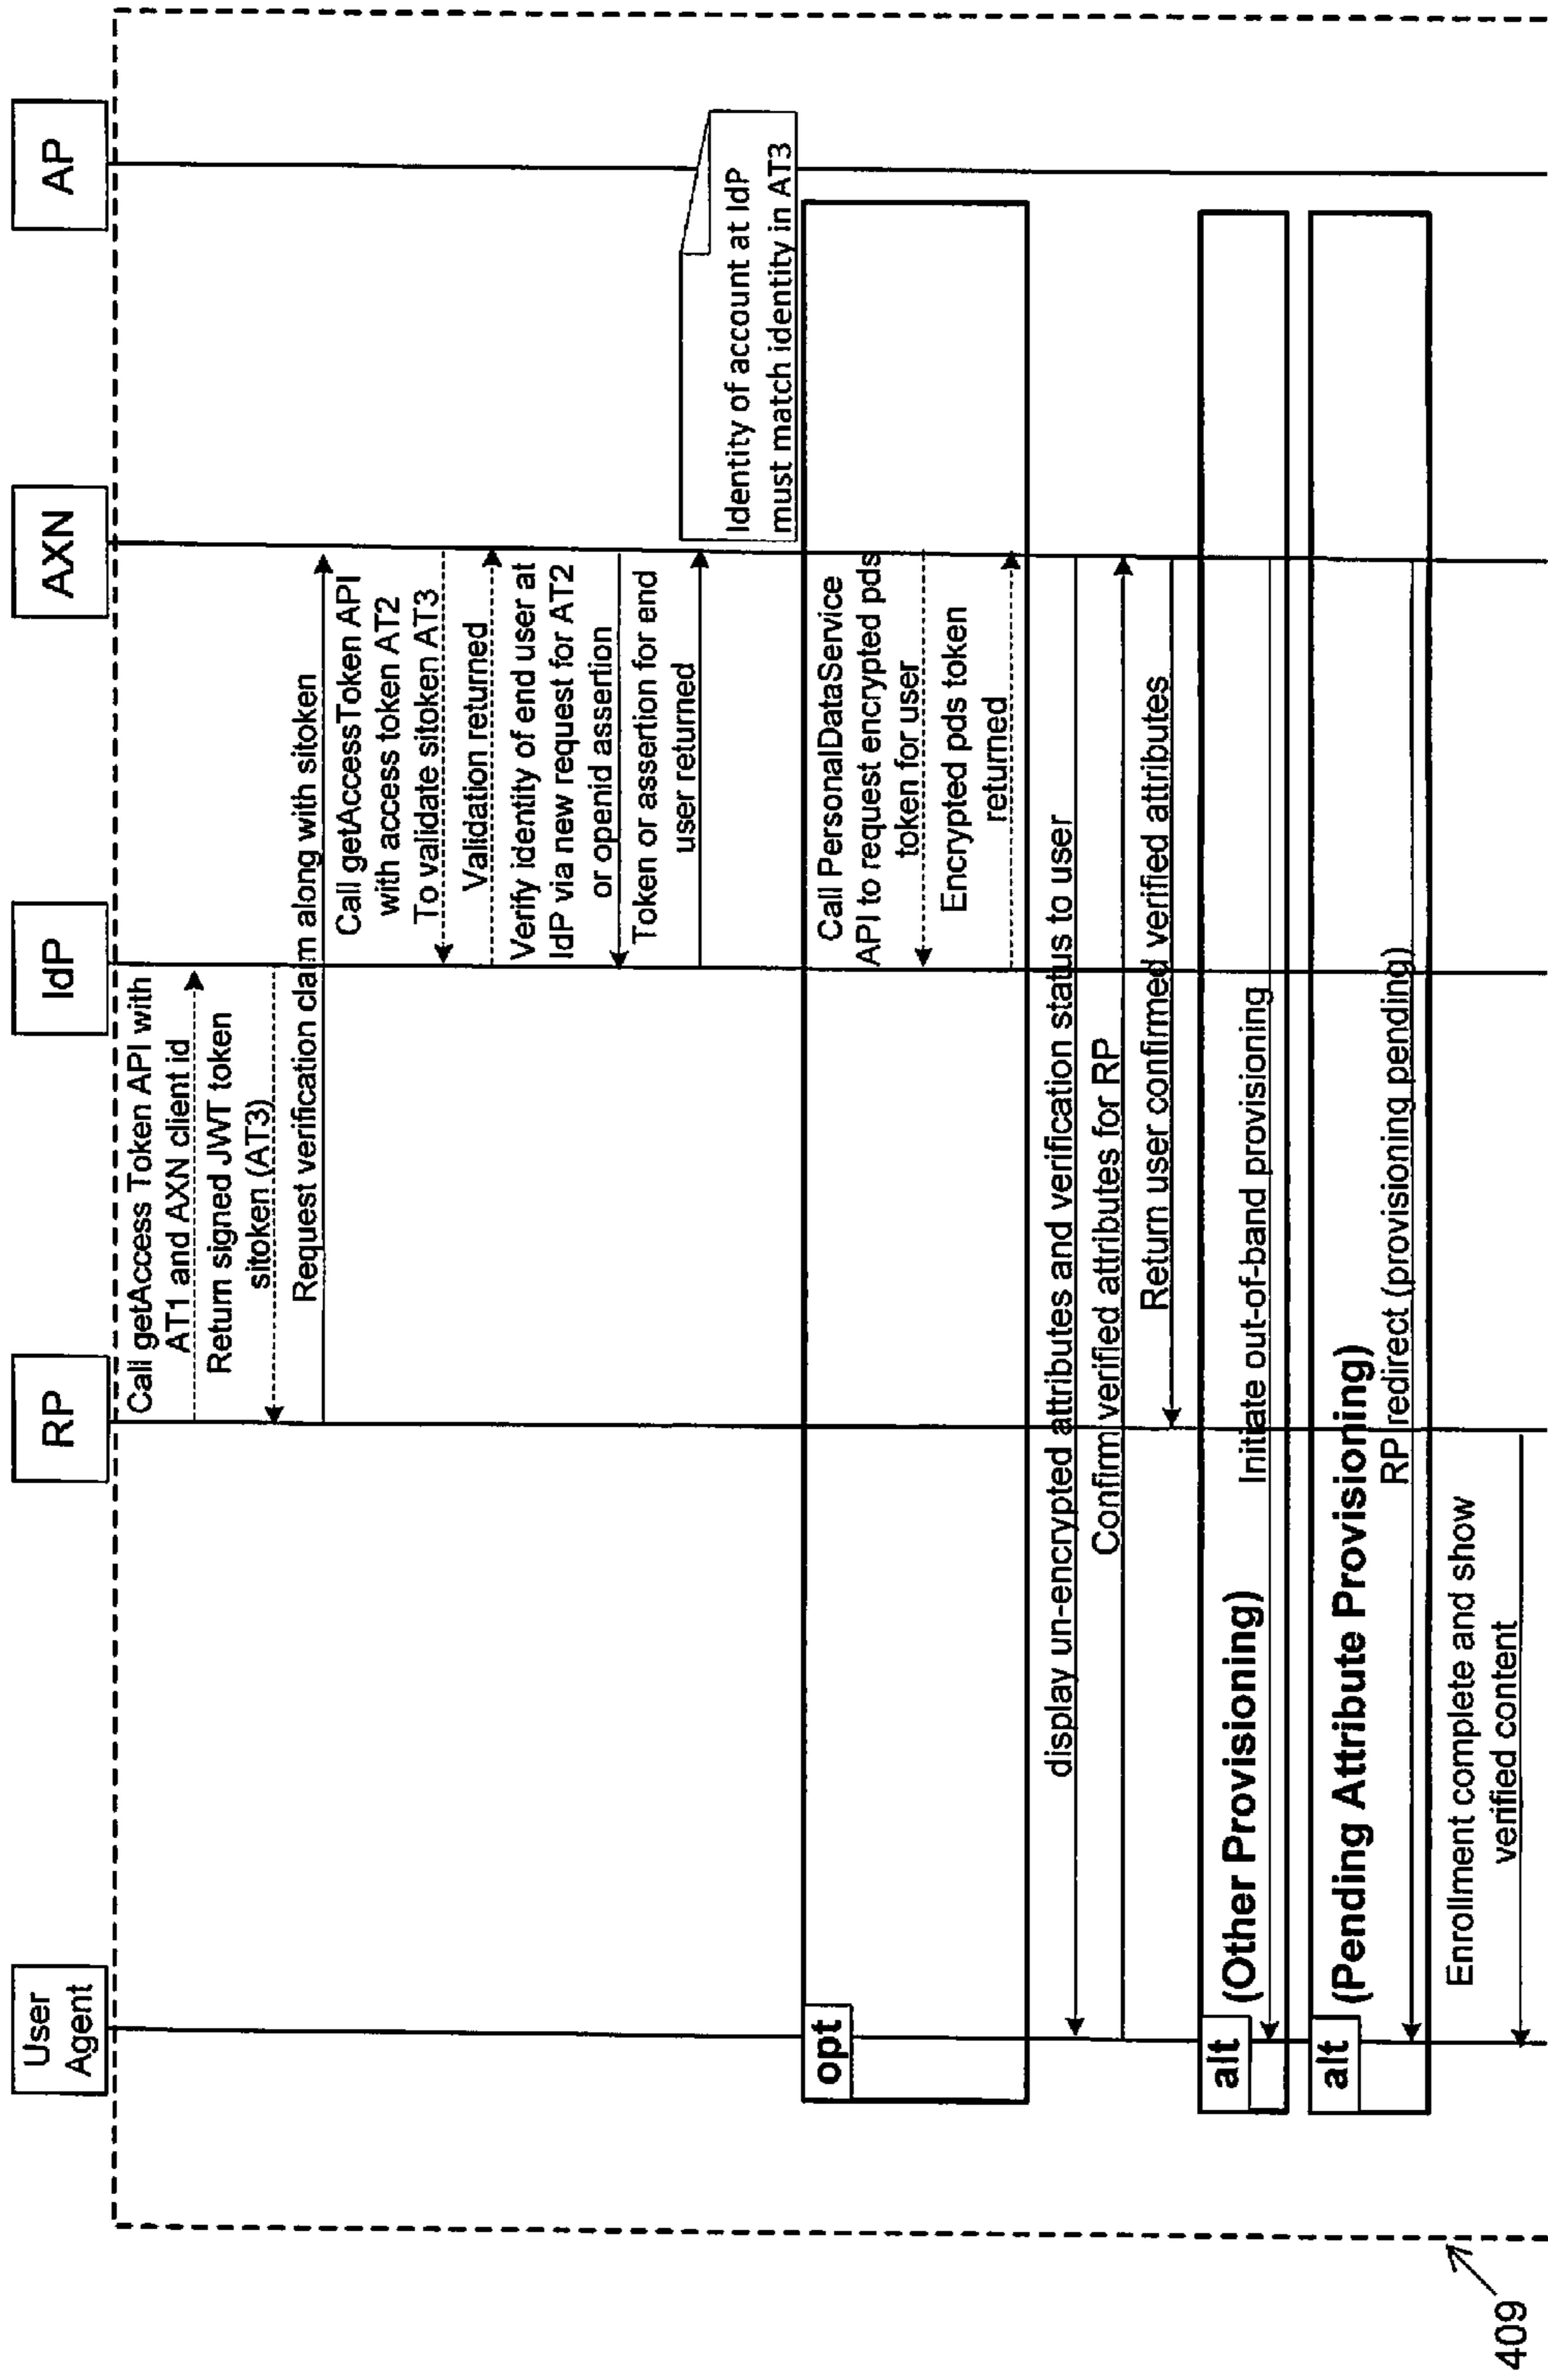 User
Agent
RP
IdP
AXN
AP
Call getAccess Token API with
AT1 and AXN client id
Return signed JWT token
sitoken (AT3)
Request verification claim along with sitoken
Call getAccessToken API
with access token AT2
To validate sitoken AT3
Validation returned
Verify identity of end user at
IdP via new request for AT2
or openid assertion
Token or assertion for end
user returned
Identity of account at IdP
must match identity in AT3
opt
Call PersonalDataService
API to request encrypted pds
token for user
Encrypted pds token
returned
display un-encrypted attributes and verification status to user
Confirm verified attributes for RP
Return user confirmed verified attributes
alt
(Other Provisioning)
Initiate out-of-band provisioning
alt
(Pending Attribute Provisioning)
RP redirect (provisioning pending)
Enrollment complete and show
verified content
409